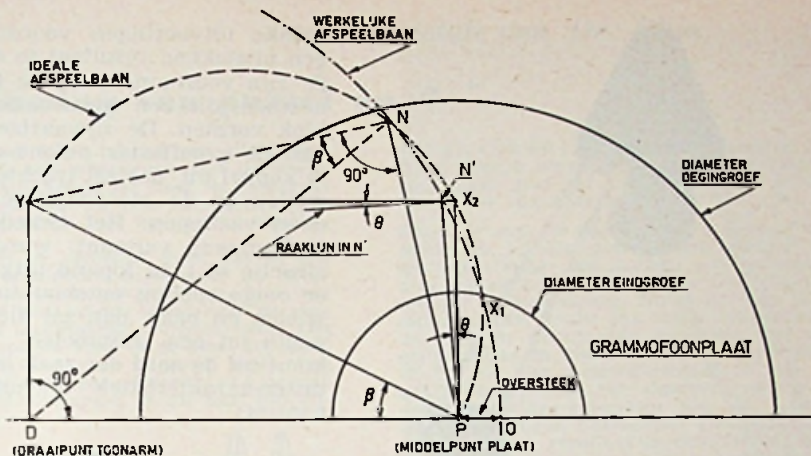 WERKELIJKE
AFSPEELBAAN
IDEALE
AFSPEELBAAN
N
β
90°
N'
DIAMETER
BEGINGROEF
Y
X₂
θ
RAAKLIJN IN N'
DIAMETER EINDGROEF
X₁
θ
GRAMMOFOONPLAAT
90°
β
OVERSTEEK
D
P
10
(DRAAIPUNT TOONARM)
(MIDDELPUNT PLAAT)